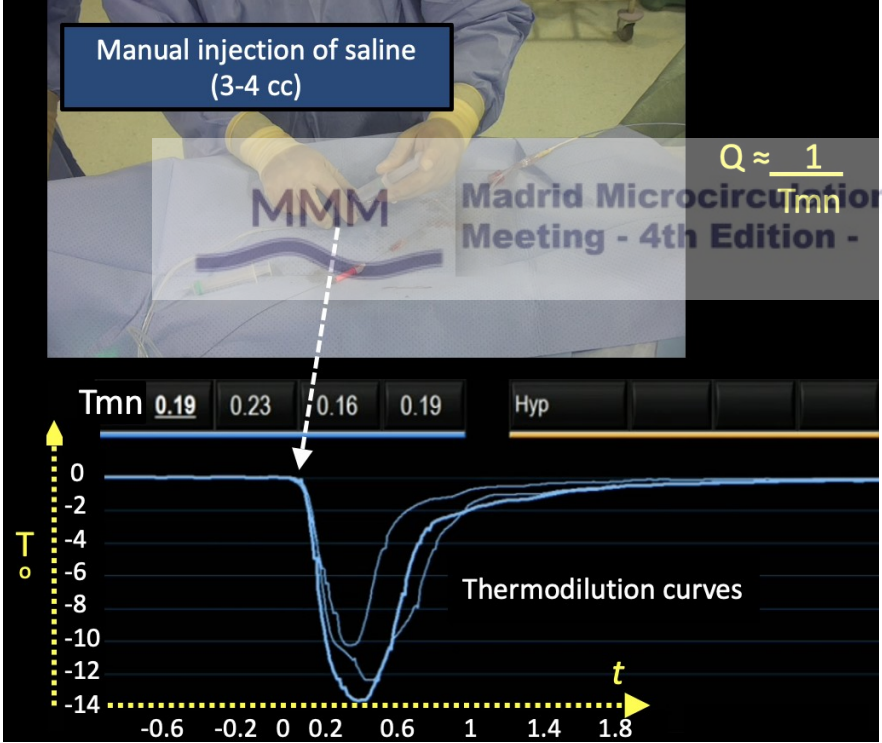 Manual injection of saline
(3-4 cc)
Q ≈ 1
Tmn
MMM
Madrid Microcirculation
Meeting - 4th Edition -
Tmn 0.19 0.23 0.16 0.19 Hyp
0
-2
-4
T
o
-6
-8
Thermodilution curves
-10
-12
t
-14
-0.6 -0.2 0 0.2 0.6 1 1.4 1.8